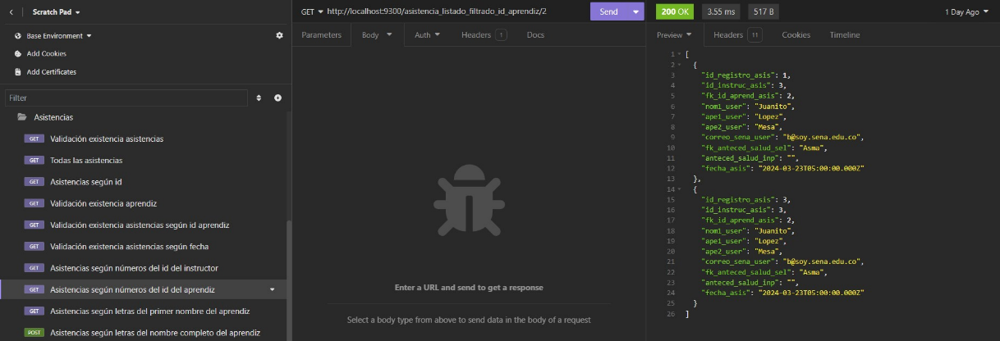 Scratch Pad
Base Environment
Add Cookies
Add Certificates
Filter
Asistencias
GET Validación existencia asistencias
GET Todas las asistencias
GET Asistencias según id
GET Validación existencia aprendiz
GET Validación existencia asistencias según id aprendiz
GET Validación existencia asistencias según fecha
GET Asistencias según números del id del instructor
GET Asistencias según números del id del aprendiz
GET Asistencias según letras del primer nombre del aprendiz
POST Asistencias según letras del nombre completo del aprendiz
GET http://localhost:9300/asistencia_listado_filtrado_id_aprendiz/2 Send
Parameters Body Auth Headers 1 Docs
Enter a URL and send to get a response
Select a body type from above to send data in the body of a request
200 OK 3.55 ms 517 B 1 Day Ago
Preview Headers 11 Cookies Timeline
1 [
2 {
3 "id_registro_asis": 1,
4 "id_instruc_asis": 3,
5 "fk_id_aprend_asis": 2,
6 "nom1_user": "Juanito",
7 "ape1_user": "Lopez",
8 "ape2_user": "Mesa",
9 "correo_sena_user": "b@soy.sena.edu.co",
10 "fk_anteced_salud_sel": "Asma",
11 "anteced_salud_inp": "",
12 "fecha_asis": "2024-03-23T05:00:00.000Z"
13 },
14 {
15 "id_registro_asis": 3,
16 "id_instruc_asis": 3,
17 "fk_id_aprend_asis": 2,
18 "nom1_user": "Juanito",
19 "ape1_user": "Lopez",
20 "ape2_user": "Mesa",
21 "correo_sena_user": "b@soy.sena.edu.co",
22 "fk_anteced_salud_sel": "Asma",
23 "anteced_salud_inp": "",
24 "fecha_asis": "2024-03-23T05:00:00.000Z"
25 }
26 ]